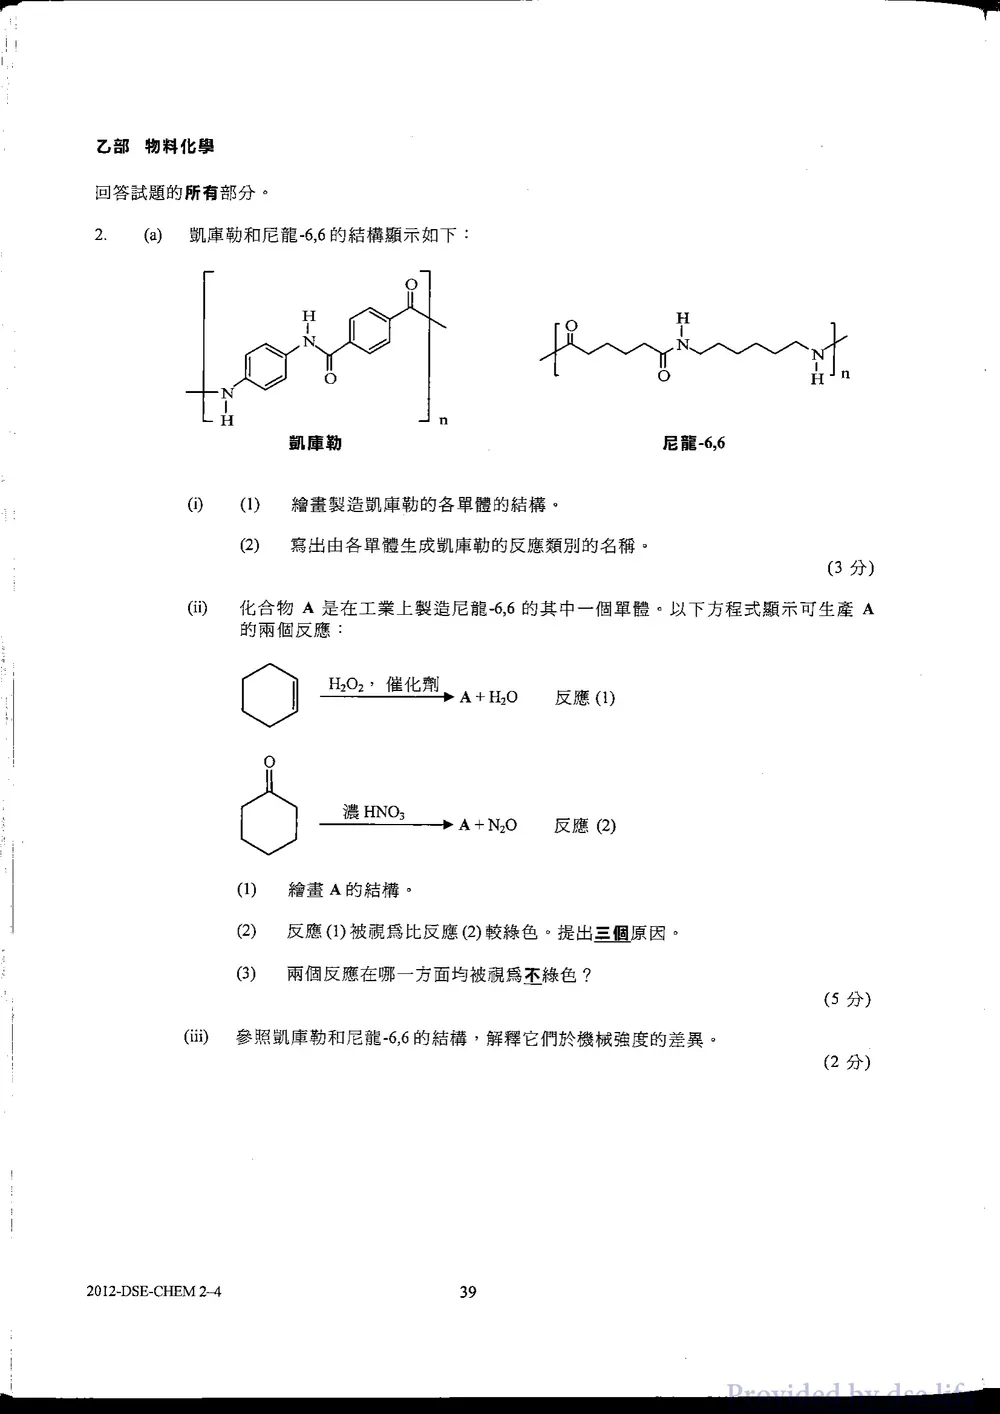 乙部 物料化學
回答試題的所有部分。
2. (a) 凱庫勒和尼龍-6,6 的結構顯示如下：
O
H
N
O
N
H
n
凱庫勒
O
H
N
O
N
H
n
尼龍-6,6
(i) (1) 繪畫製造凱庫勒的各單體的結構。
(2) 寫出由各單體生成凱庫勒的反應類別的名稱。
(3 分)
(ii) 化合物 A 是在工業上製造尼龍-6,6 的其中一個單體。以下方程式顯示可生產 A
的兩個反應：
H₂O₂，催化劑
A + H₂O 反應 (1)
O
濃 HNO₃
A + N₂O 反應 (2)
(1) 繪畫 A 的結構。
(2) 反應 (1) 被視為比反應 (2) 較綠色。提出三個原因。
(3) 兩個反應在哪一方面均被視為不綠色？
(5 分)
(iii) 參照凱庫勒和尼龍-6,6 的結構，解釋它們於機械強度的差異。
(2 分)
2012-DSE-CHEM 2–4 39
Provided by dse.life